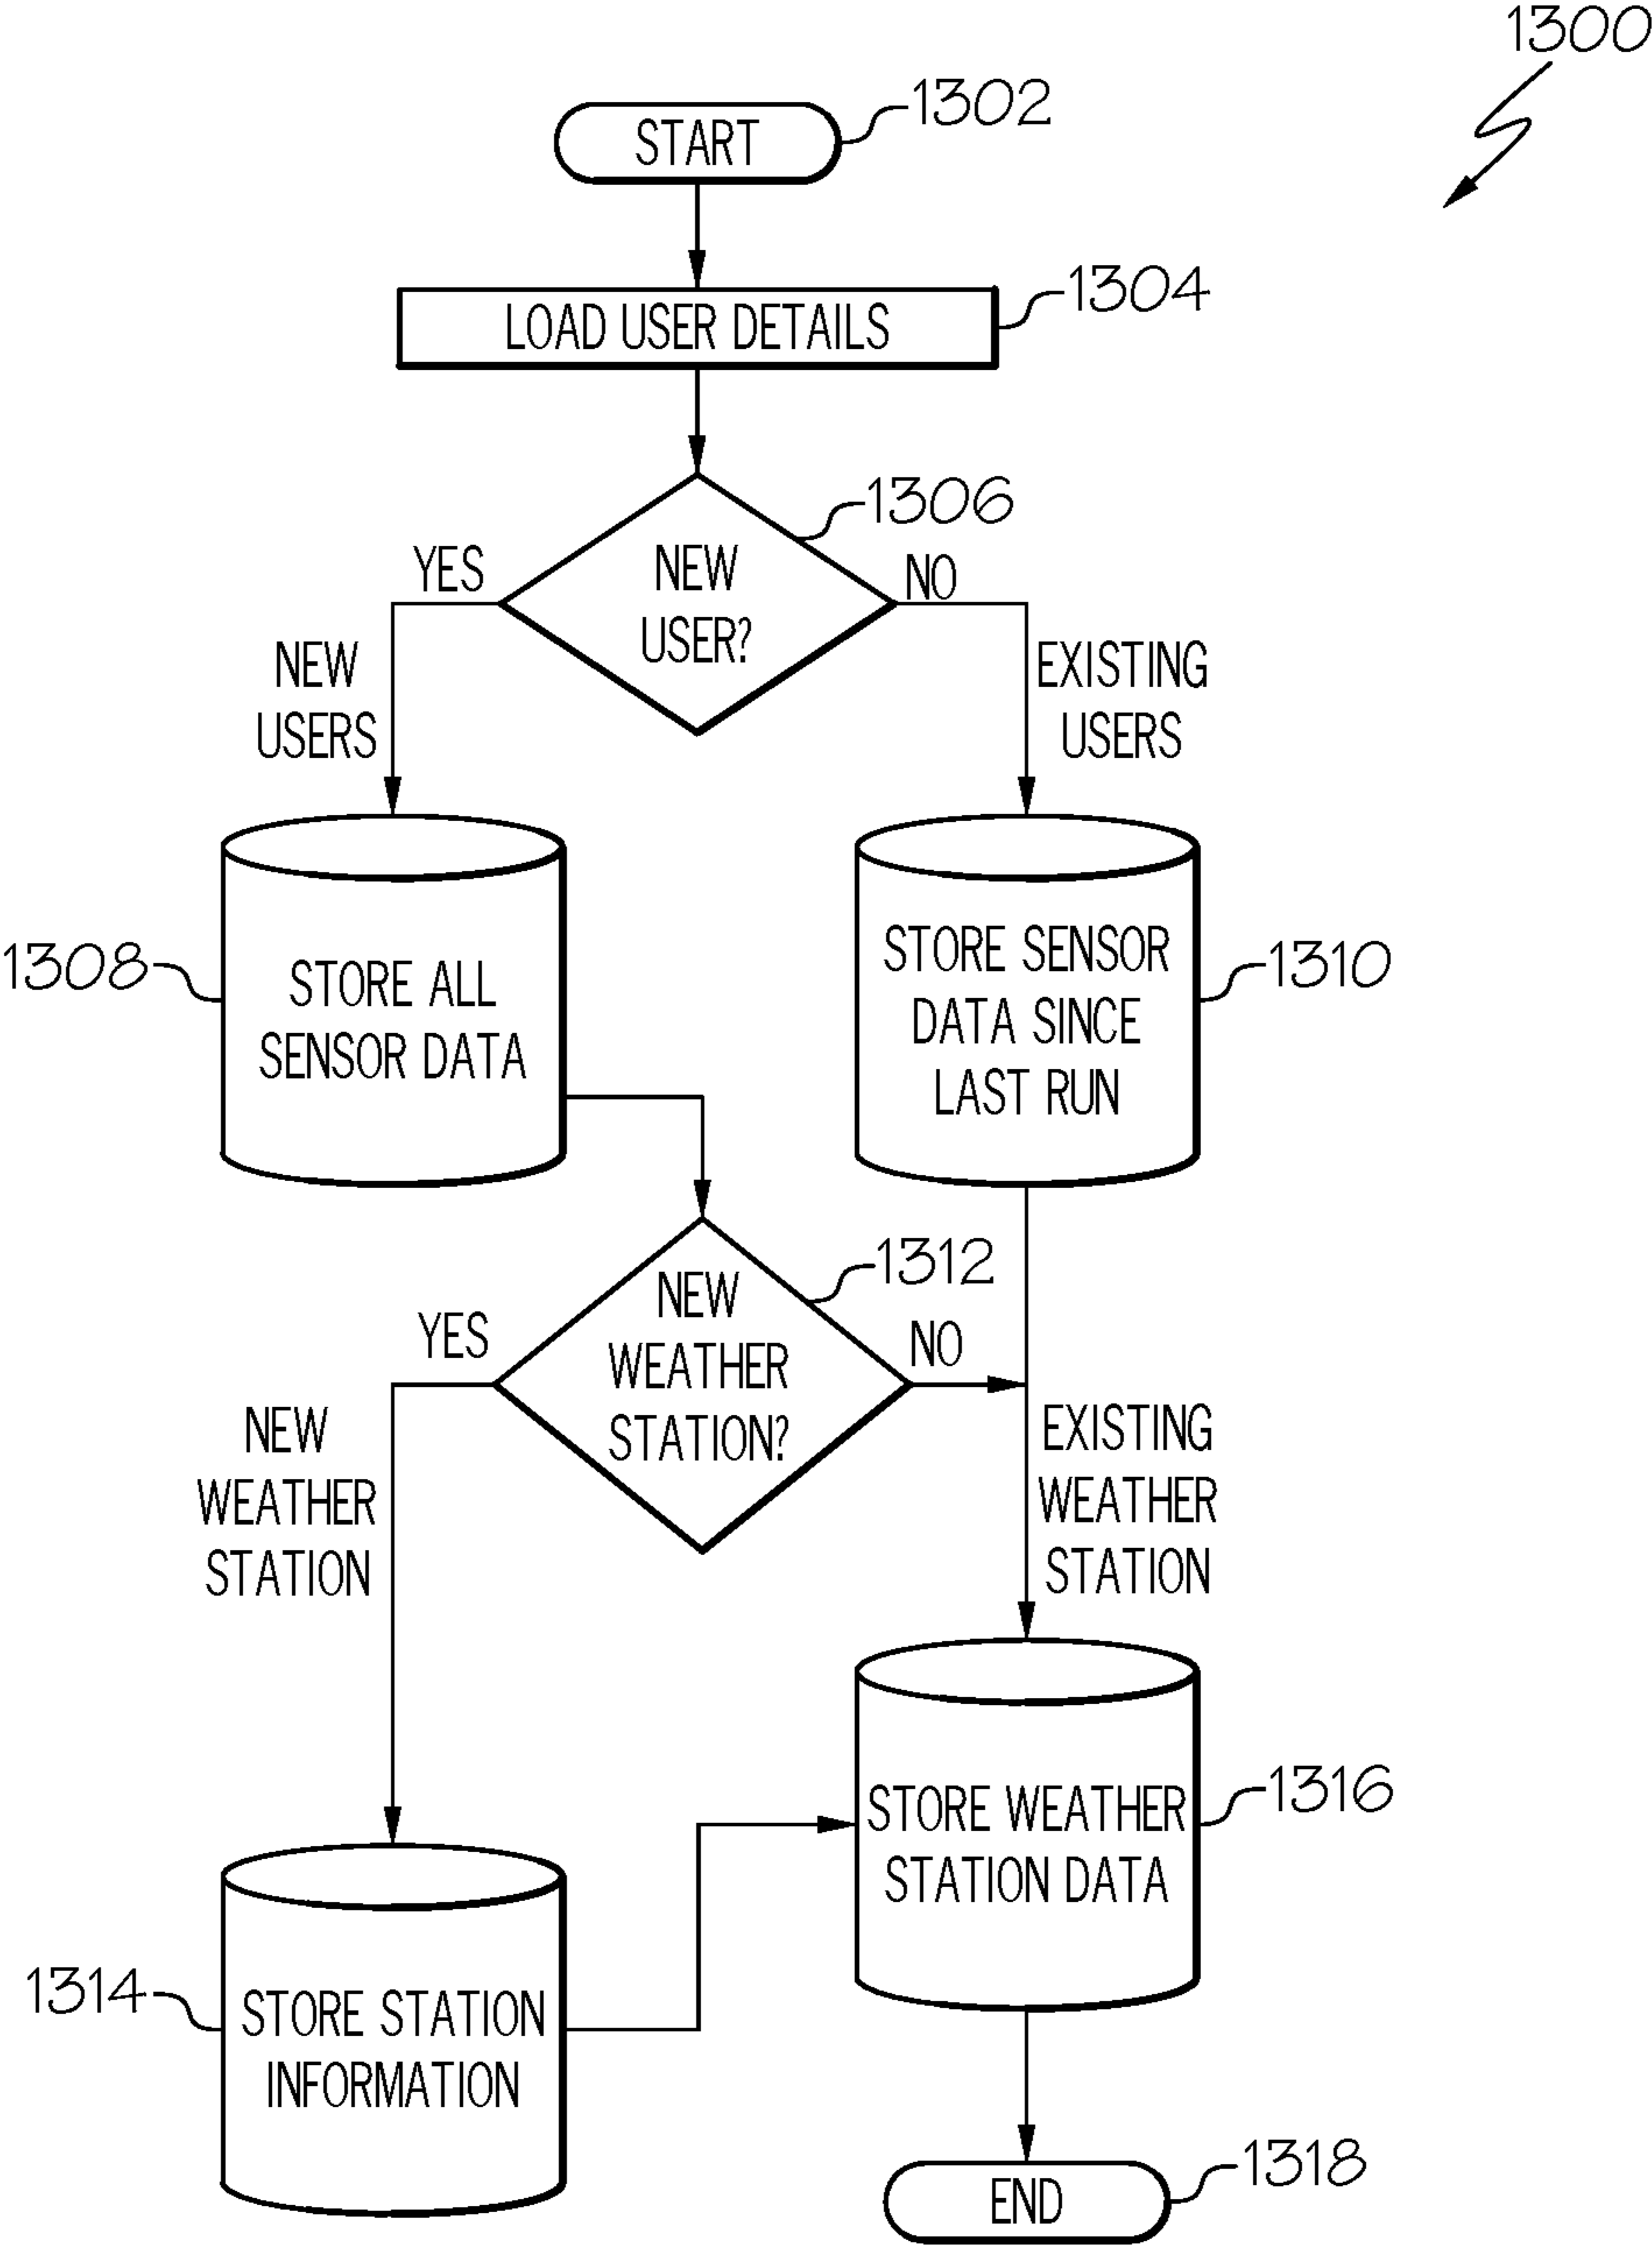 1300
1302
START
1304
LOAD USER DETAILS
1306
YES
NEW
USER?
NO
NEW
USERS
EXISTING
USERS
1308
STORE ALL
SENSOR DATA
STORE SENSOR
DATA SINCE
LAST RUN
1310
1312
YES
NEW
WEATHER
STATION?
NO
NEW
WEATHER
STATION
EXISTING
WEATHER
STATION
STORE WEATHER
STATION DATA
1316
1314
STORE STATION
INFORMATION
1318
END